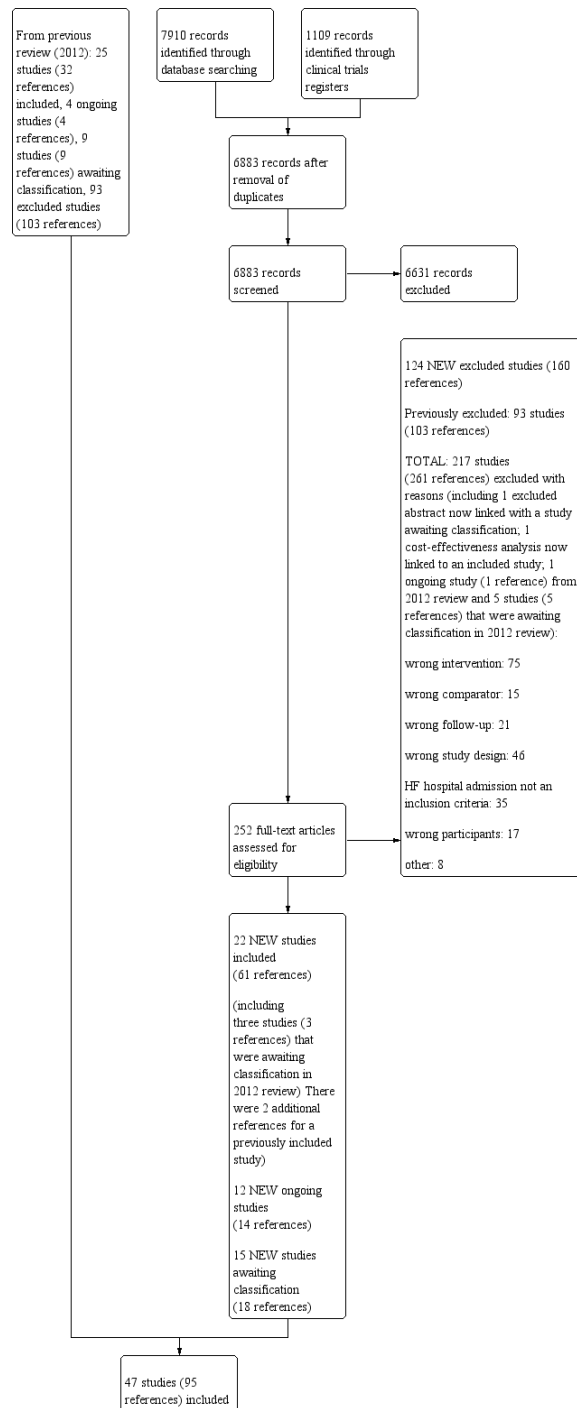 From previous
review (2012): 25
studies (32
references)
included, 4 ongoing
studies (4
references), 9
studies (9
references) awaiting
classification, 93
excluded studies
(103 references)
7910 records
identified through
database searching
1109 records
identified through
clinical trials
registers
6883 records after
removal of
duplicates
6883 records
screened
6631 records
excluded
124 NEW excluded studies (160
references)
Previously excluded: 93 studies
(103 references)
TOTAL: 217 studies
(261 references) excluded with
reasons (including 1 excluded
abstract now linked with a study
awaiting classification; 1
cost-effectiveness analysis now
linked to an included study; 1
ongoing study (1 reference) from
2012 review and 5 studies (5
references) that were awaiting
classification in 2012 review):
wrong intervention: 75
wrong comparator: 15
wrong follow-up: 21
wrong study design: 46
HF hospital admission not an
inclusion criteria: 35
wrong participants: 17
other: 8
252 full-text articles
assessed for
eligibility
22 NEW studies
included
(61 references)
(including
three studies (3
references) that
were awaiting
classification in
2012 review) There
were 2 additional
references for a
previously included
study)
12 NEW ongoing
studies
(14 references)
15 NEW studies
awaiting
classification
(18 references)
47 studies (95
references) included